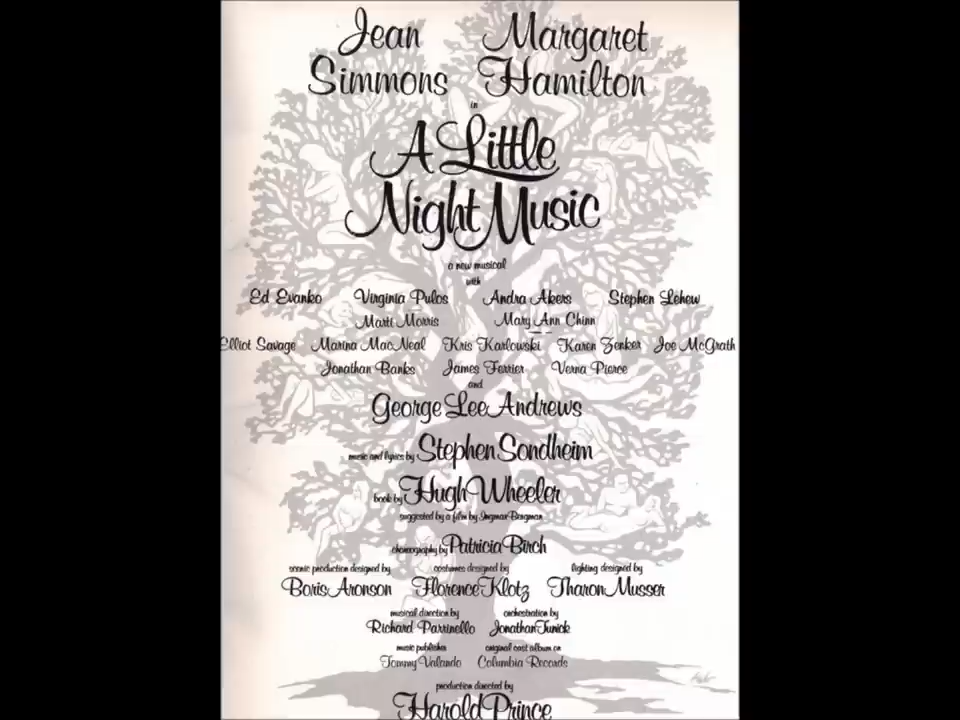 Jean Margaret
Simmons Hamilton
in
A Little
Night Music
a new musical
with
Ed Evanko Virginia Pulos Andra Akers Stephen Lehew
Marti Morris Mary Ann Chinn
Elliot Savage Marina MacNeal Kris Karlowski Karen Zenker Joe McGrath
Jonathan Banks James Ferrier Verna Pierce
and
George Lee Andrews
music and lyrics by Stephen Sondheim
book by Hugh Wheeler
suggested by a film by Ingmar Bergman
choreography by Patricia Birch
scenic production designed by costumes designed by lighting designed by
Boris Aronson Florence Klotz Tharon Musser
musical direction by orchestration by
Richard Parrinello Jonathan Tunick
music publisher original cast album on
Tommy Valando Columbia Records
production directed by
Harold Prince